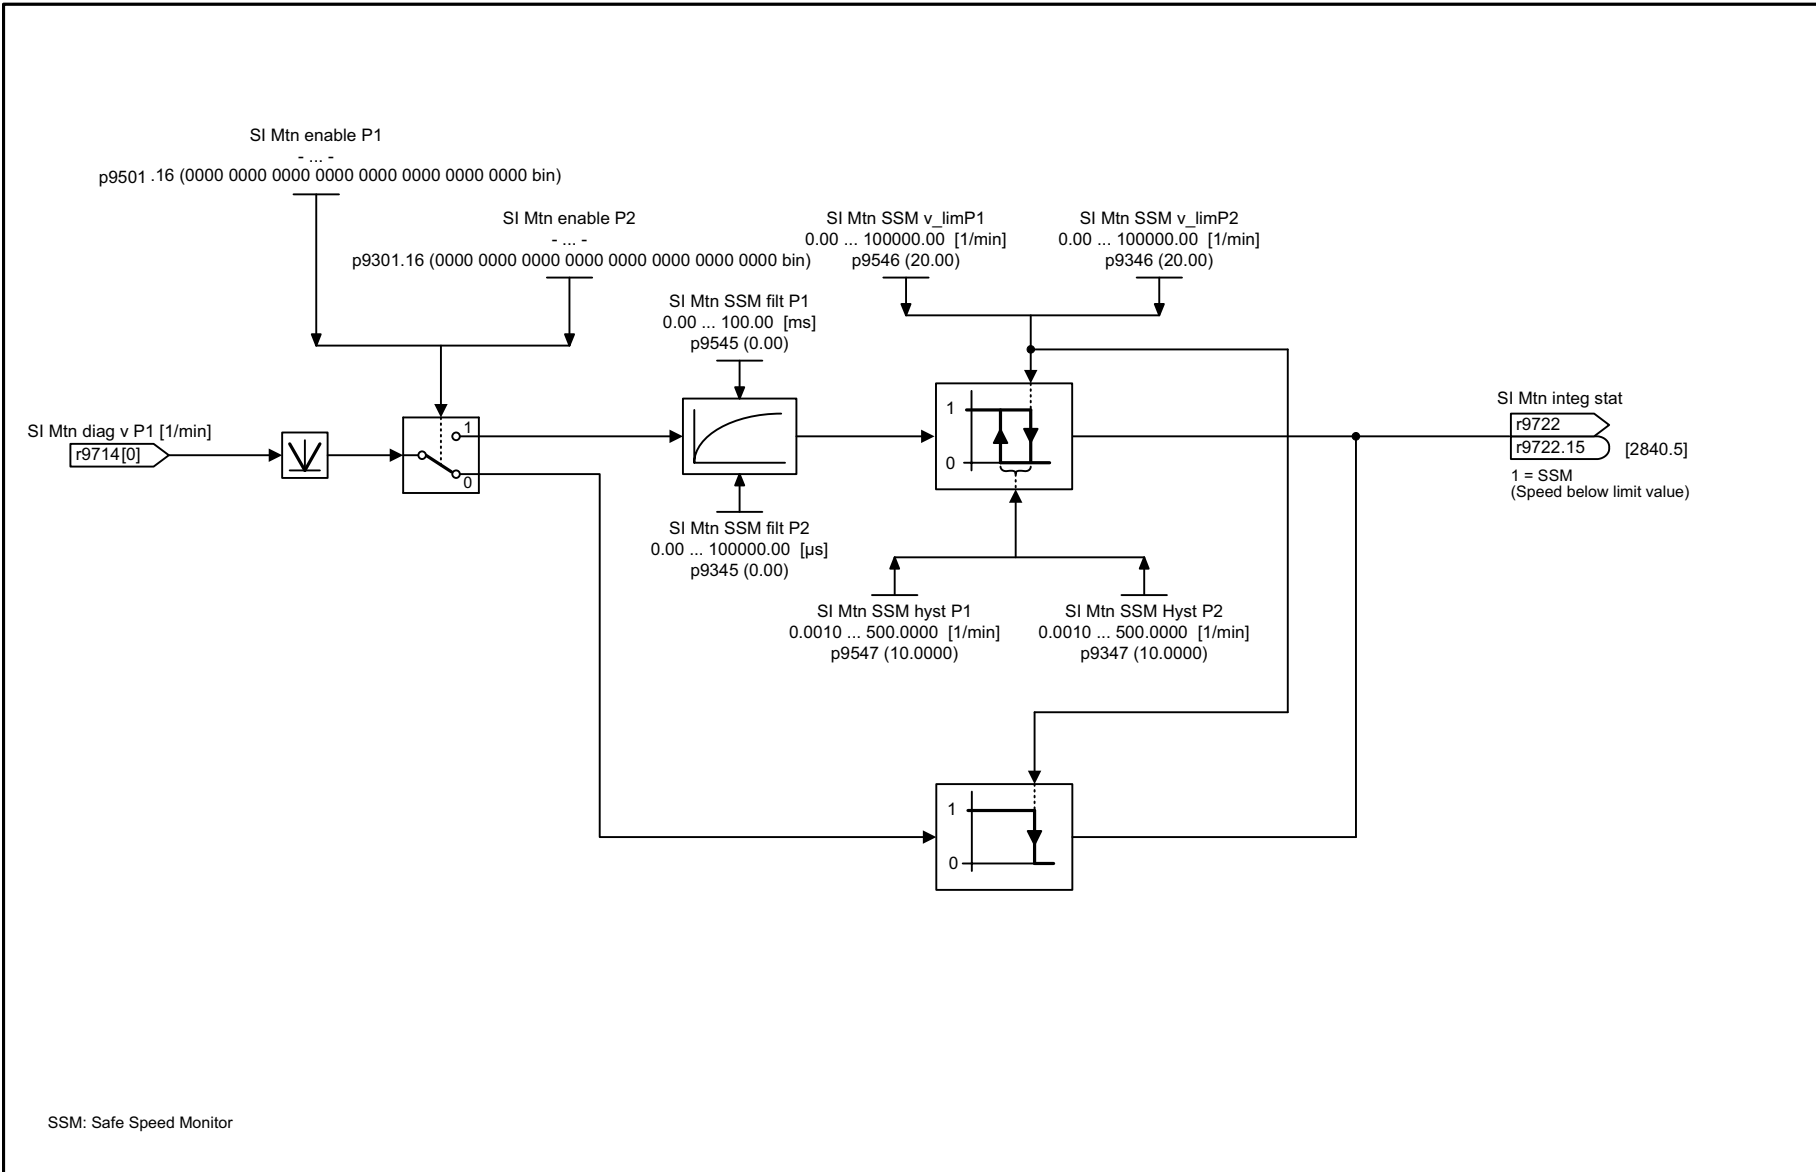 SI Mtn enable P1
- ... -
p9501 .16 (0000 0000 0000 0000 0000 0000 0000 0000 bin)
SI Mtn enable P2
- ... -
p9301.16 (0000 0000 0000 0000 0000 0000 0000 0000 bin)
SI Mtn SSM v_limP1
0.00 ... 100000.00 [1/min]
p9546 (20.00)
SI Mtn SSM v_limP2
0.00 ... 100000.00 [1/min]
p9346 (20.00)
SI Mtn SSM filt P1
0.00 ... 100.00 [ms]
p9545 (0.00)
SI Mtn diag v P1 [1/min]
r9714[0]
1
0
1
0
SI Mtn integ stat
r9722
r9722.15
[2840.5]
1 = SSM
(Speed below limit value)
SI Mtn SSM filt P2
0.00 ... 100000.00 [µs]
p9345 (0.00)
SI Mtn SSM hyst P1
0.0010 ... 500.0000 [1/min]
p9547 (10.0000)
SI Mtn SSM Hyst P2
0.0010 ... 500.0000 [1/min]
p9347 (10.0000)
1
0
SSM: Safe Speed Monitor